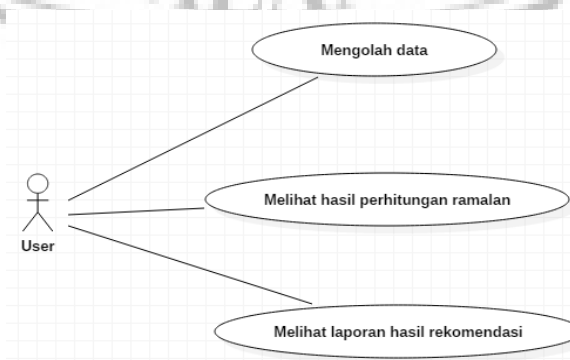 Mengolah data
Melihat hasil perhitungan ramalan
User
Melihat laporan hasil rekomendasi